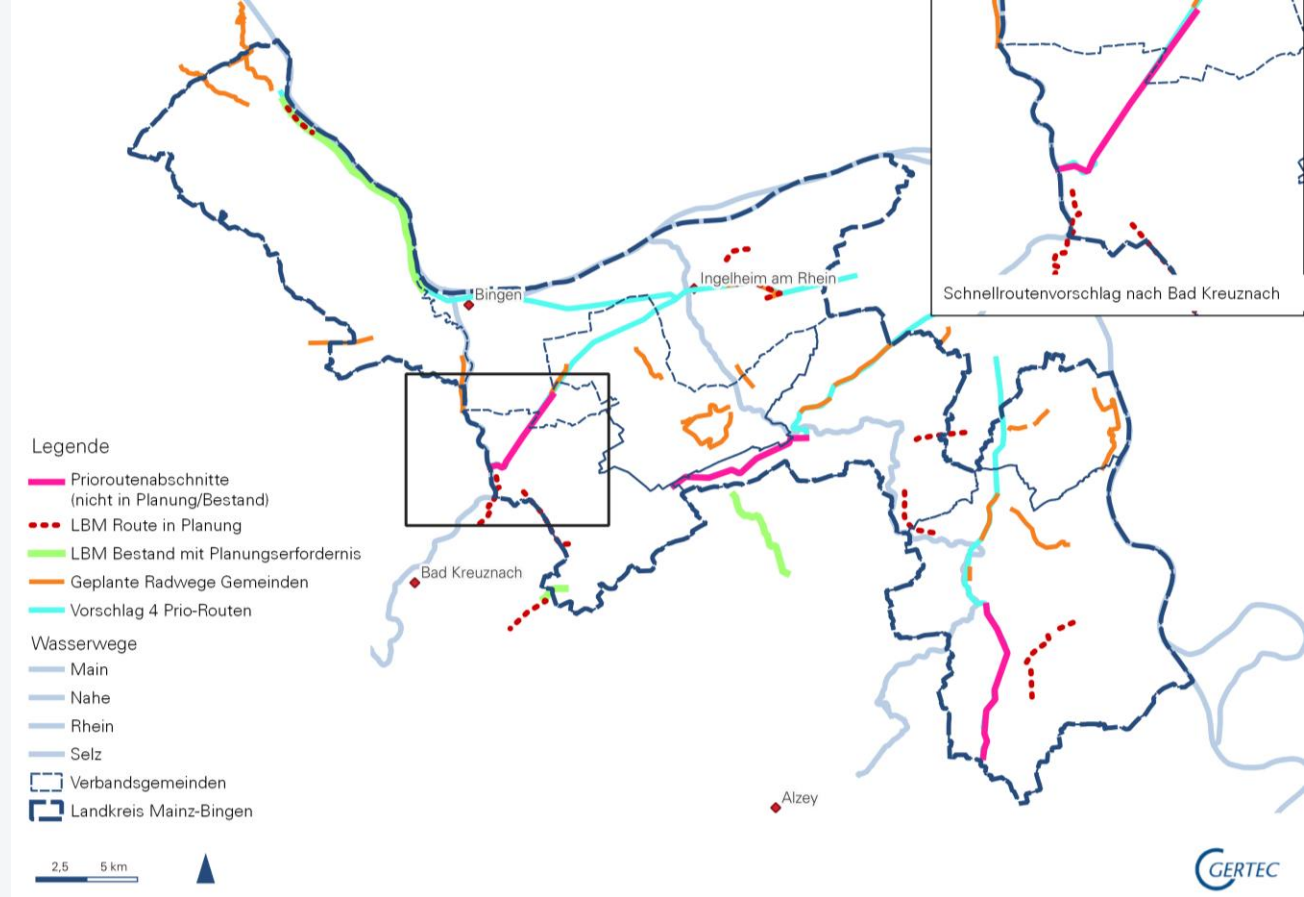 Bingen
Ingelheim am Rhein
Schnellroutenvorschlag nach Bad Kreuznach
Bad Kreuznach
Alzey
Legende
Prioroutenabschnitte
(nicht in Planung/Bestand)
LBM Route in Planung
LBM Bestand mit Planungserfordernis
Geplante Radwege Gemeinden
Vorschlag 4 Prio-Routen
Wasserwege
Main
Nahe
Rhein
Selz
Verbandsgemeinden
Landkreis Mainz-Bingen
2,5 5 km
GERTEC